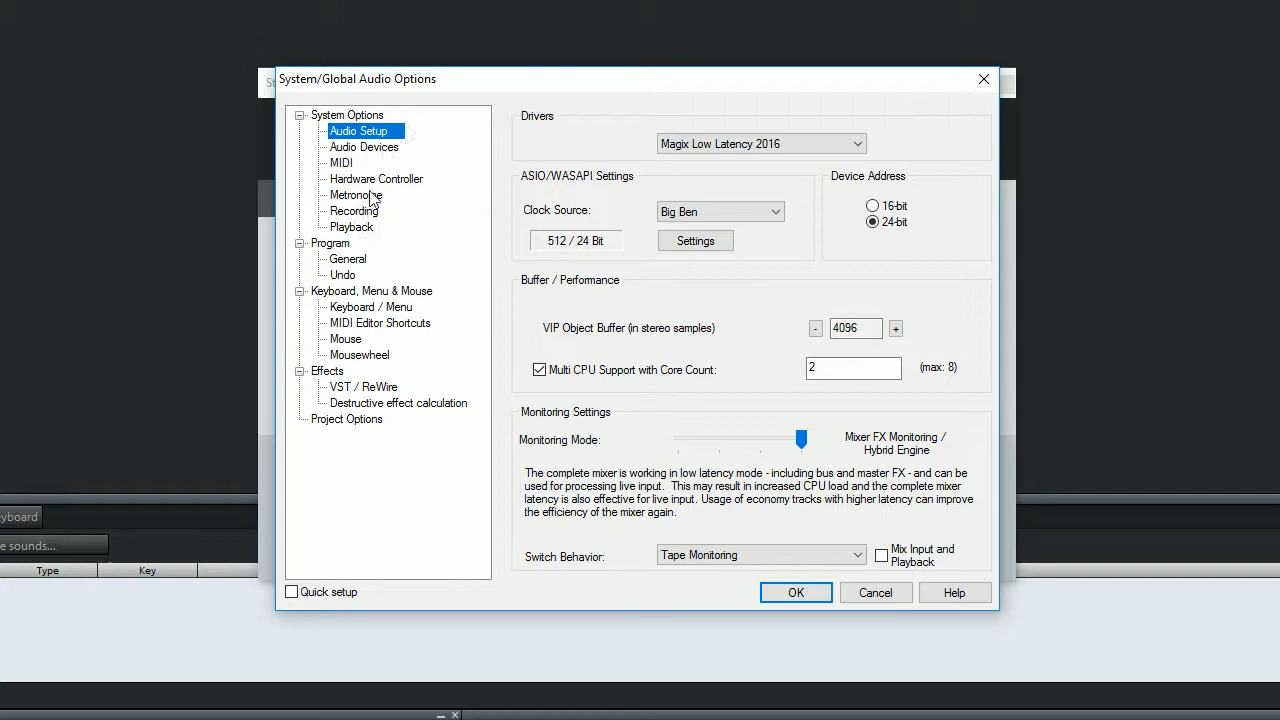 System/Global Audio Options
System Options
Audio Setup
Audio Devices
MIDI
Hardware Controller
Metronome
Recording
Playback
Program
General
Undo
Keyboard, Menu & Mouse
Keyboard / Menu
MIDI Editor Shortcuts
Mouse
Mousewheel
Effects
VST / ReWire
Destructive effect calculation
Project Options
Quick setup
Drivers
Magix Low Latency 2016
ASIO/WASAPI Settings
Clock Source:
Big Ben
512 / 24 Bit
Settings
Device Address
16-bit
24-bit
Buffer / Performance
VIP Object Buffer (in stereo samples)
-
4096
+
Multi CPU Support with Core Count:
2
(max: 8)
Monitoring Settings
Monitoring Mode:
Mixer FX Monitoring /
Hybrid Engine
The complete mixer is working in low latency mode - including bus and master FX - and can be
used for processing live input. This may result in increased CPU load and the complete mixer
latency is also effective for live input. Usage of economy tracks with higher latency can improve
the efficiency of the mixer again.
Switch Behavior:
Tape Monitoring
Mix Input and
Playback
OK
Cancel
Help
eyboard
e sounds...
Type
Key